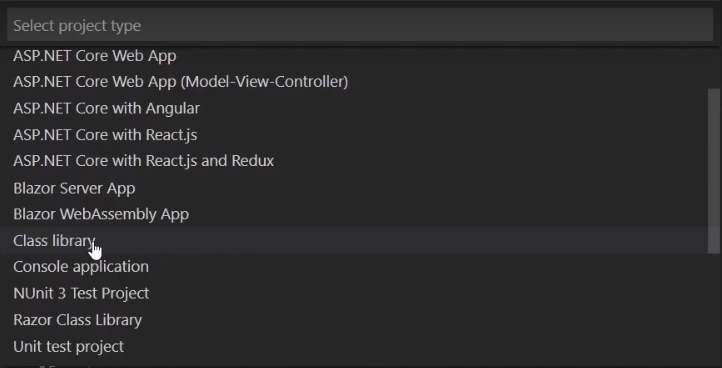 Select project type
ASP.NET Core Web App
ASP.NET Core Web App (Model-View-Controller)
ASP.NET Core with Angular
ASP.NET Core with React.js
ASP.NET Core with React.js and Redux
Blazor Server App
Blazor WebAssembly App
Class library
Console application
NUnit 3 Test Project
Razor Class Library
Unit test project